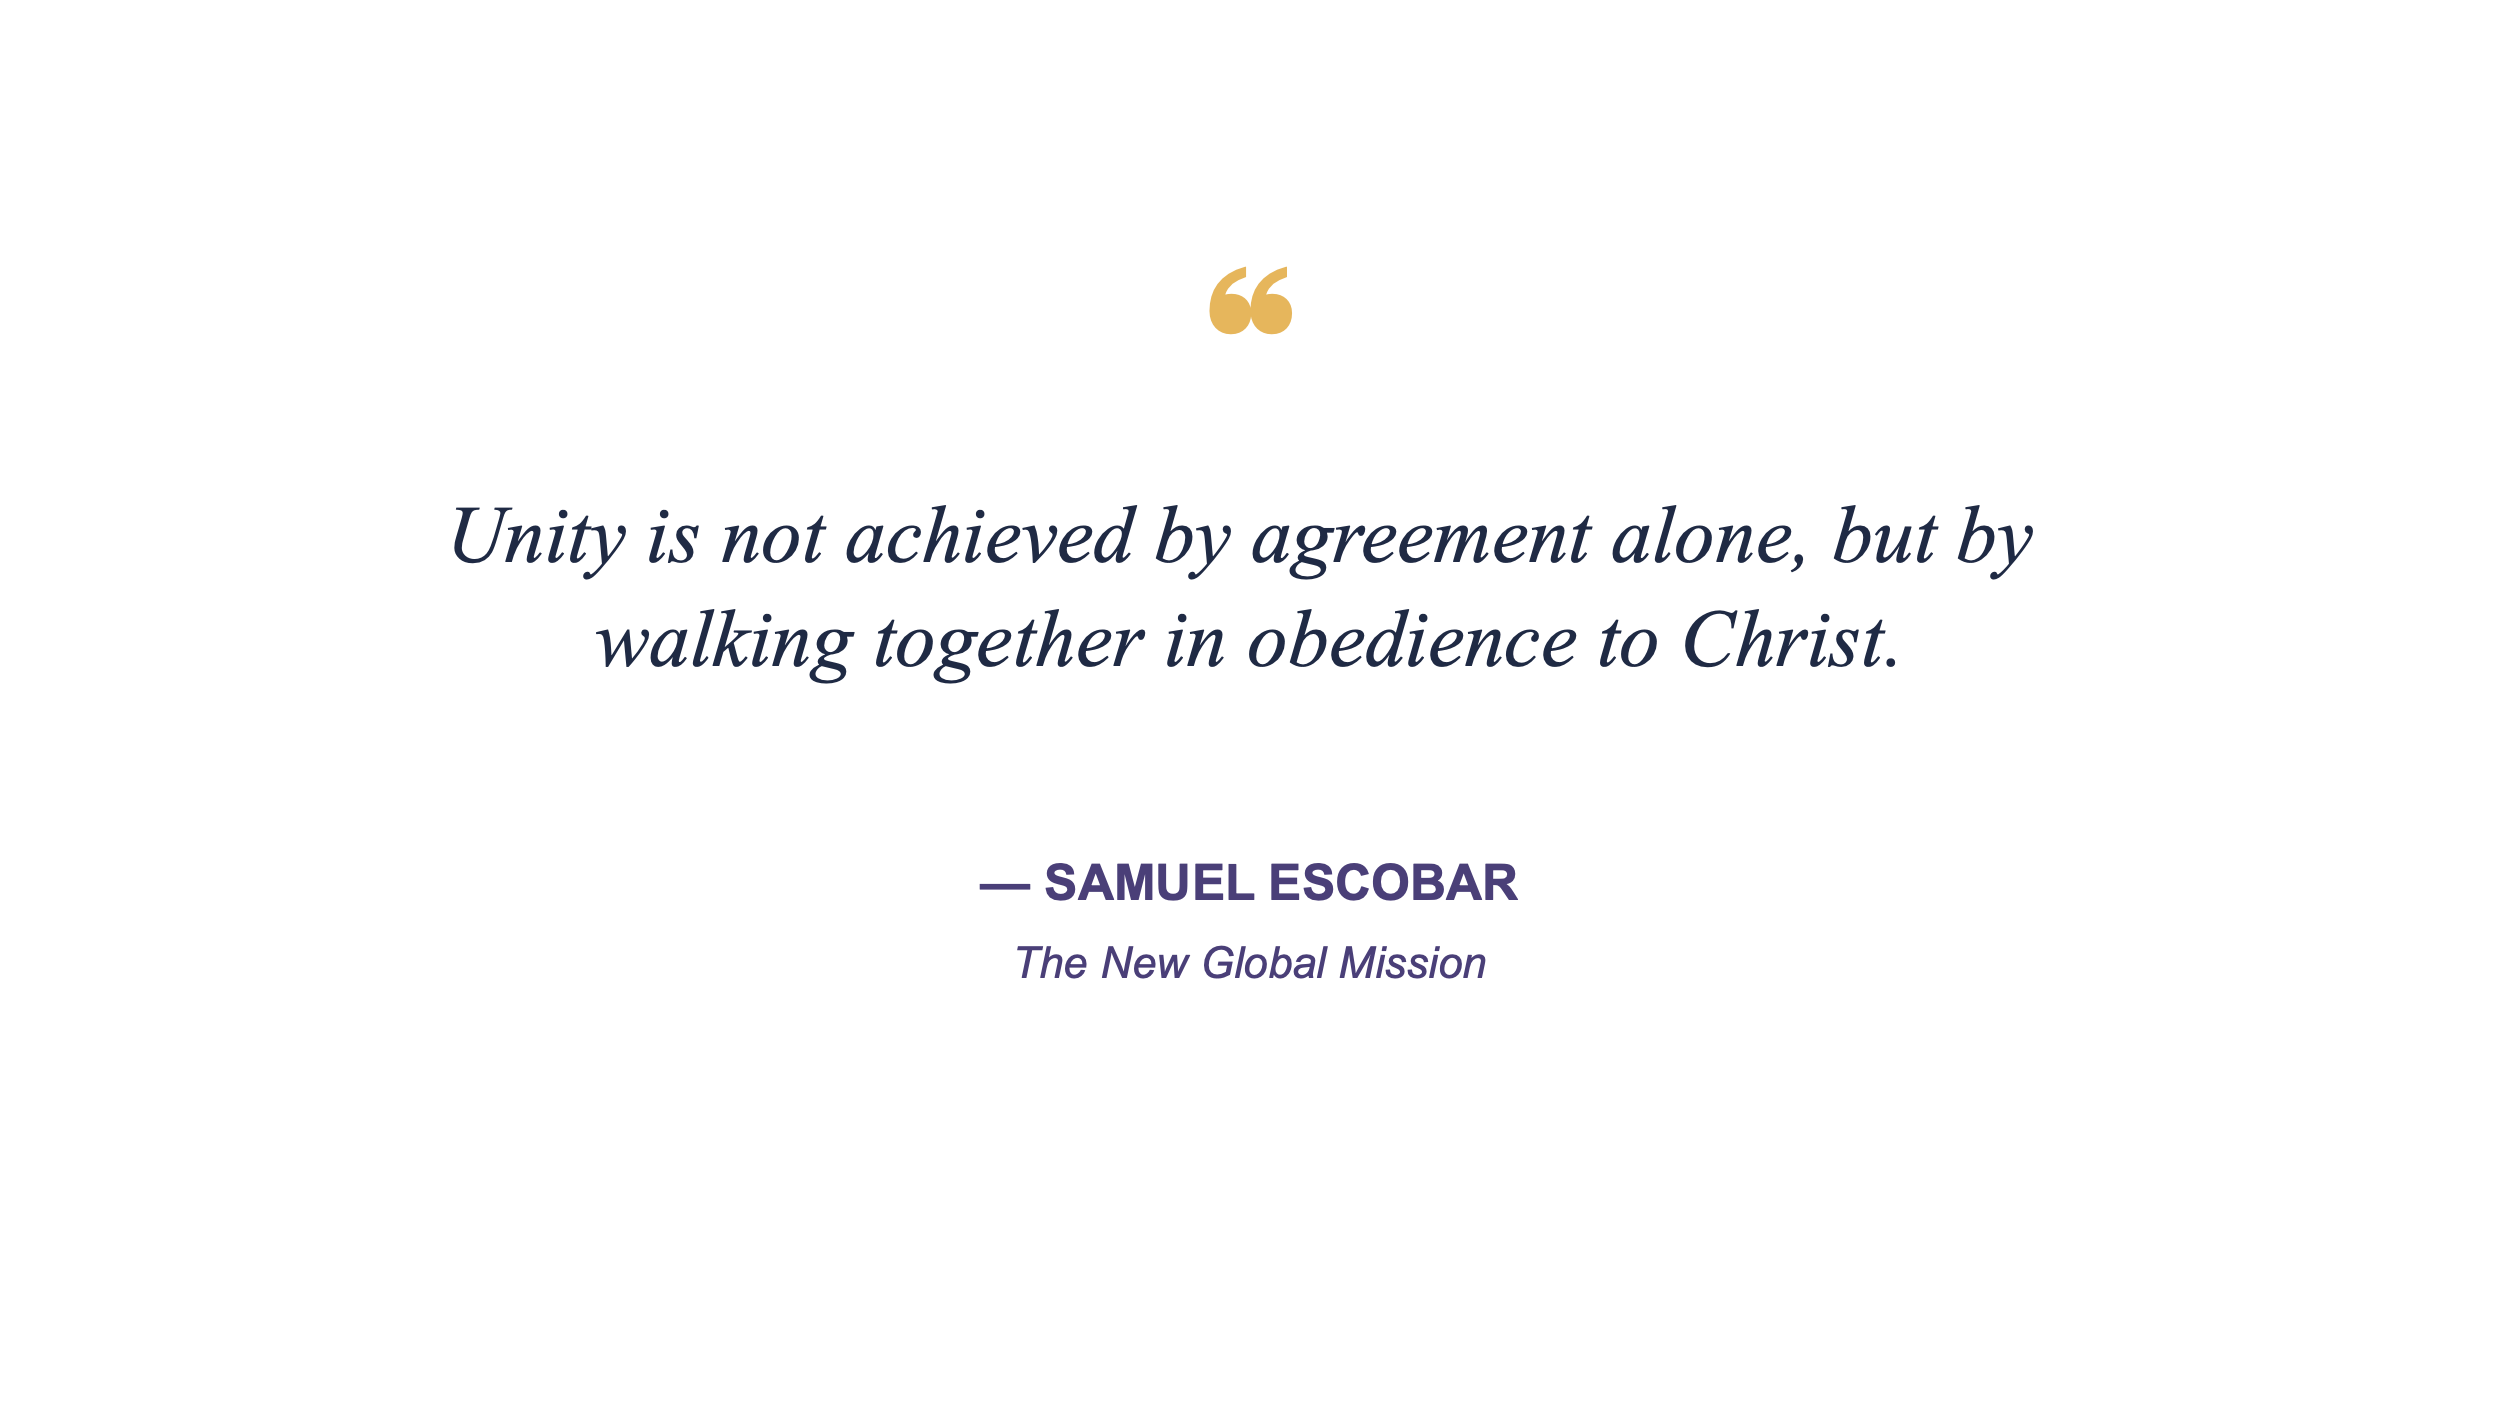 “
Unity is not achieved by agreement alone, but by
walking together in obedience to Christ.
— SAMUEL ESCOBAR
The New Global Mission